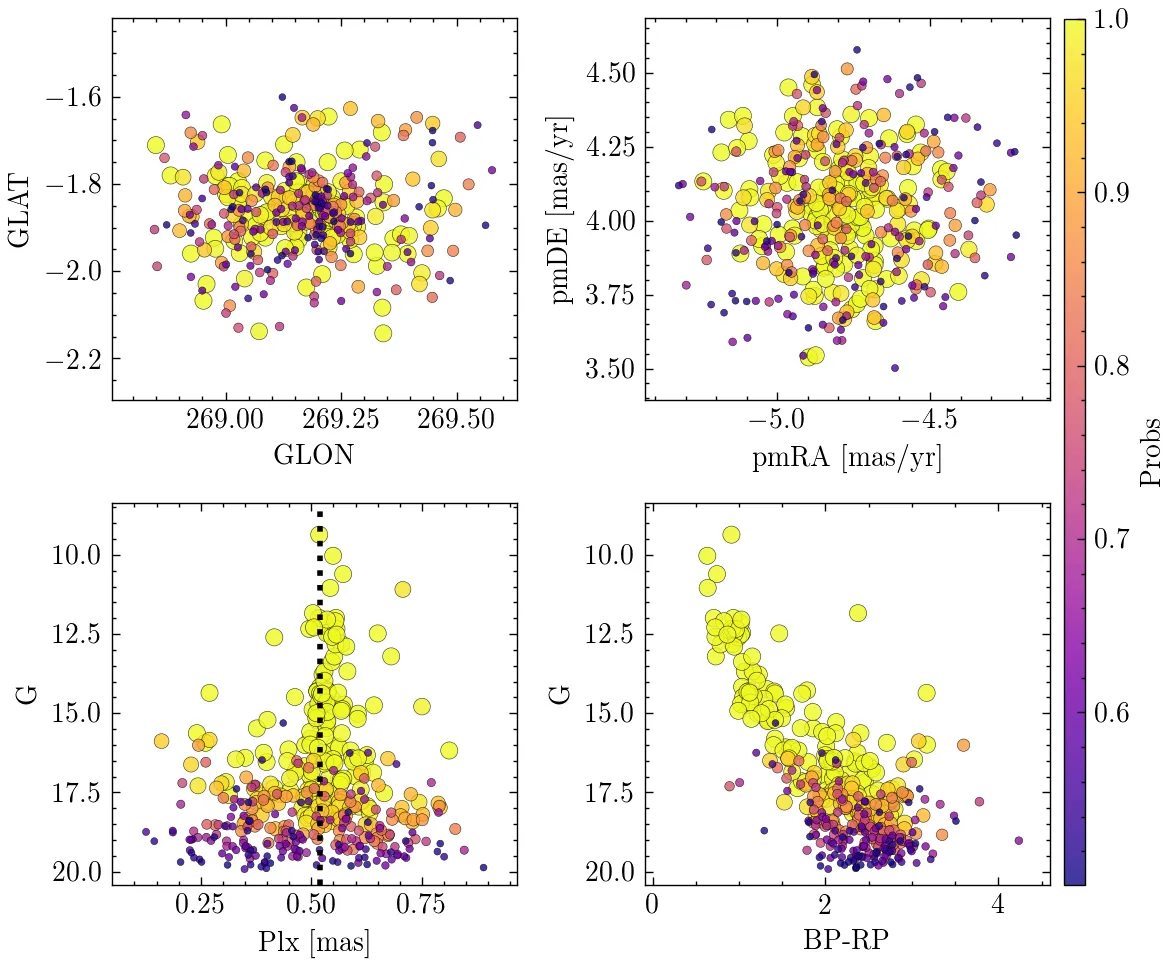 −1.6
−1.8
−2.0
−2.2
GLAT
269.00 269.25 269.50
GLON
4.50
4.25
4.00
3.75
3.50
pmDE [mas/yr]
−5.0 −4.5
pmRA [mas/yr]
1.0
0.9
0.8
0.7
0.6
Probs
10.0
12.5
15.0
17.5
20.0
G
0.25 0.50 0.75
Plx [mas]
10.0
12.5
15.0
17.5
20.0
G
0 2 4
BP-RP